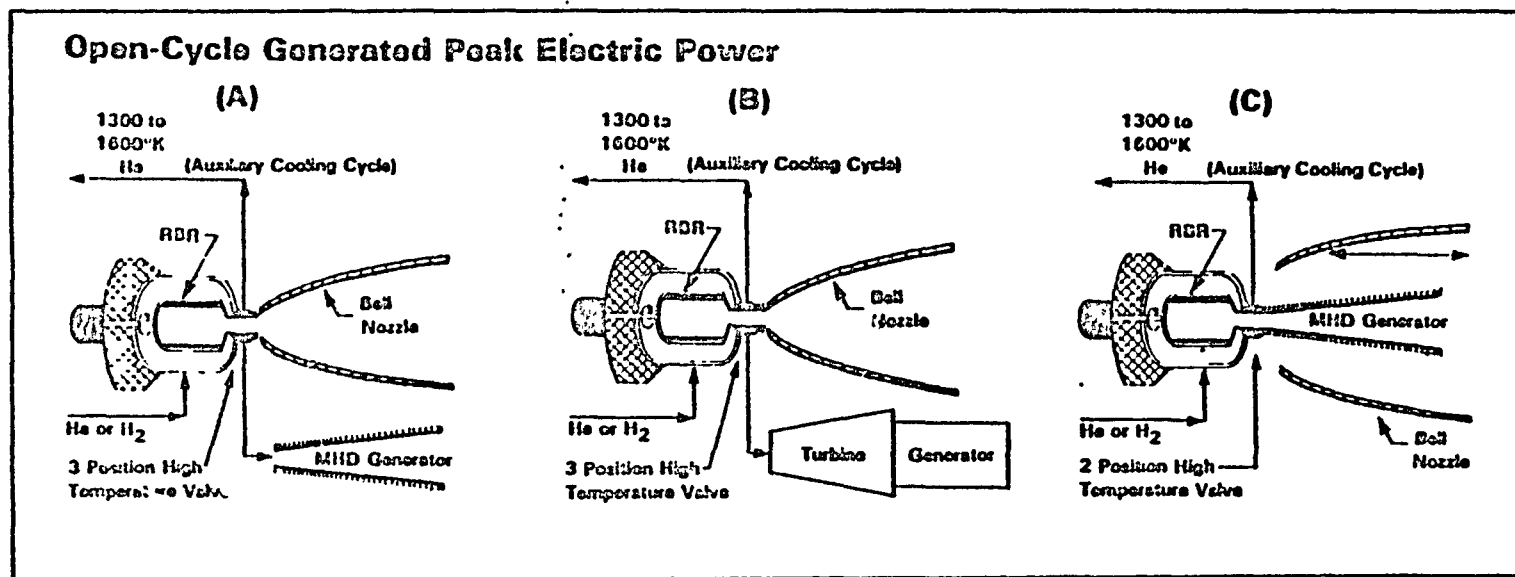 Open-Cycle Generated Peak Electric Power
(A)
1300 to
1600°K
He (Auxiliary Cooling Cycle)
RBR
Bell
Nozzle
He or H2
MHD Generator
3 Position High
Temperature Valve
(B)
1300 to
1600°K
He (Auxiliary Cooling Cycle)
RBR
Bell
Nozzle
He or H2
Turbine
Generator
3 Position High
Temperature Valve
(C)
1300 to
1600°K
He (Auxiliary Cooling Cycle)
RBR
MHD Generator
He or H2
Bell
Nozzle
2 Position High
Temperature Valve